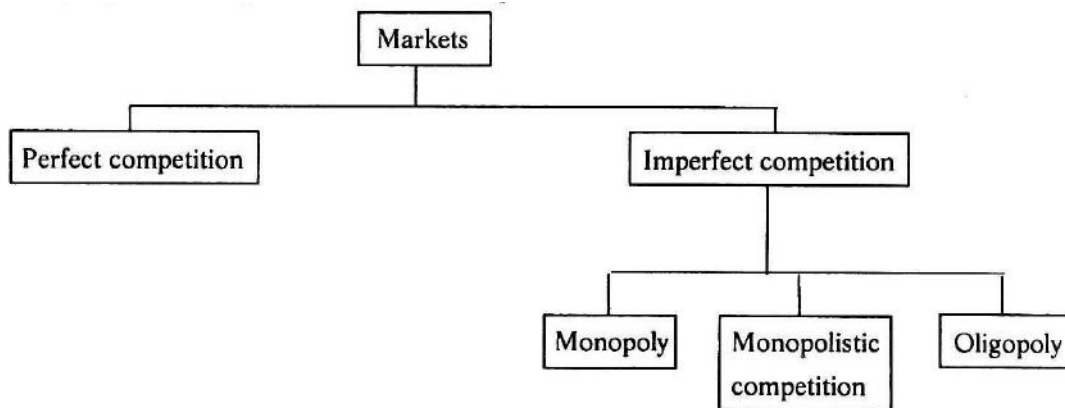 Markets
Perfect competition
Imperfect competition
Monopoly
Monopolistic
competition
Oligopoly